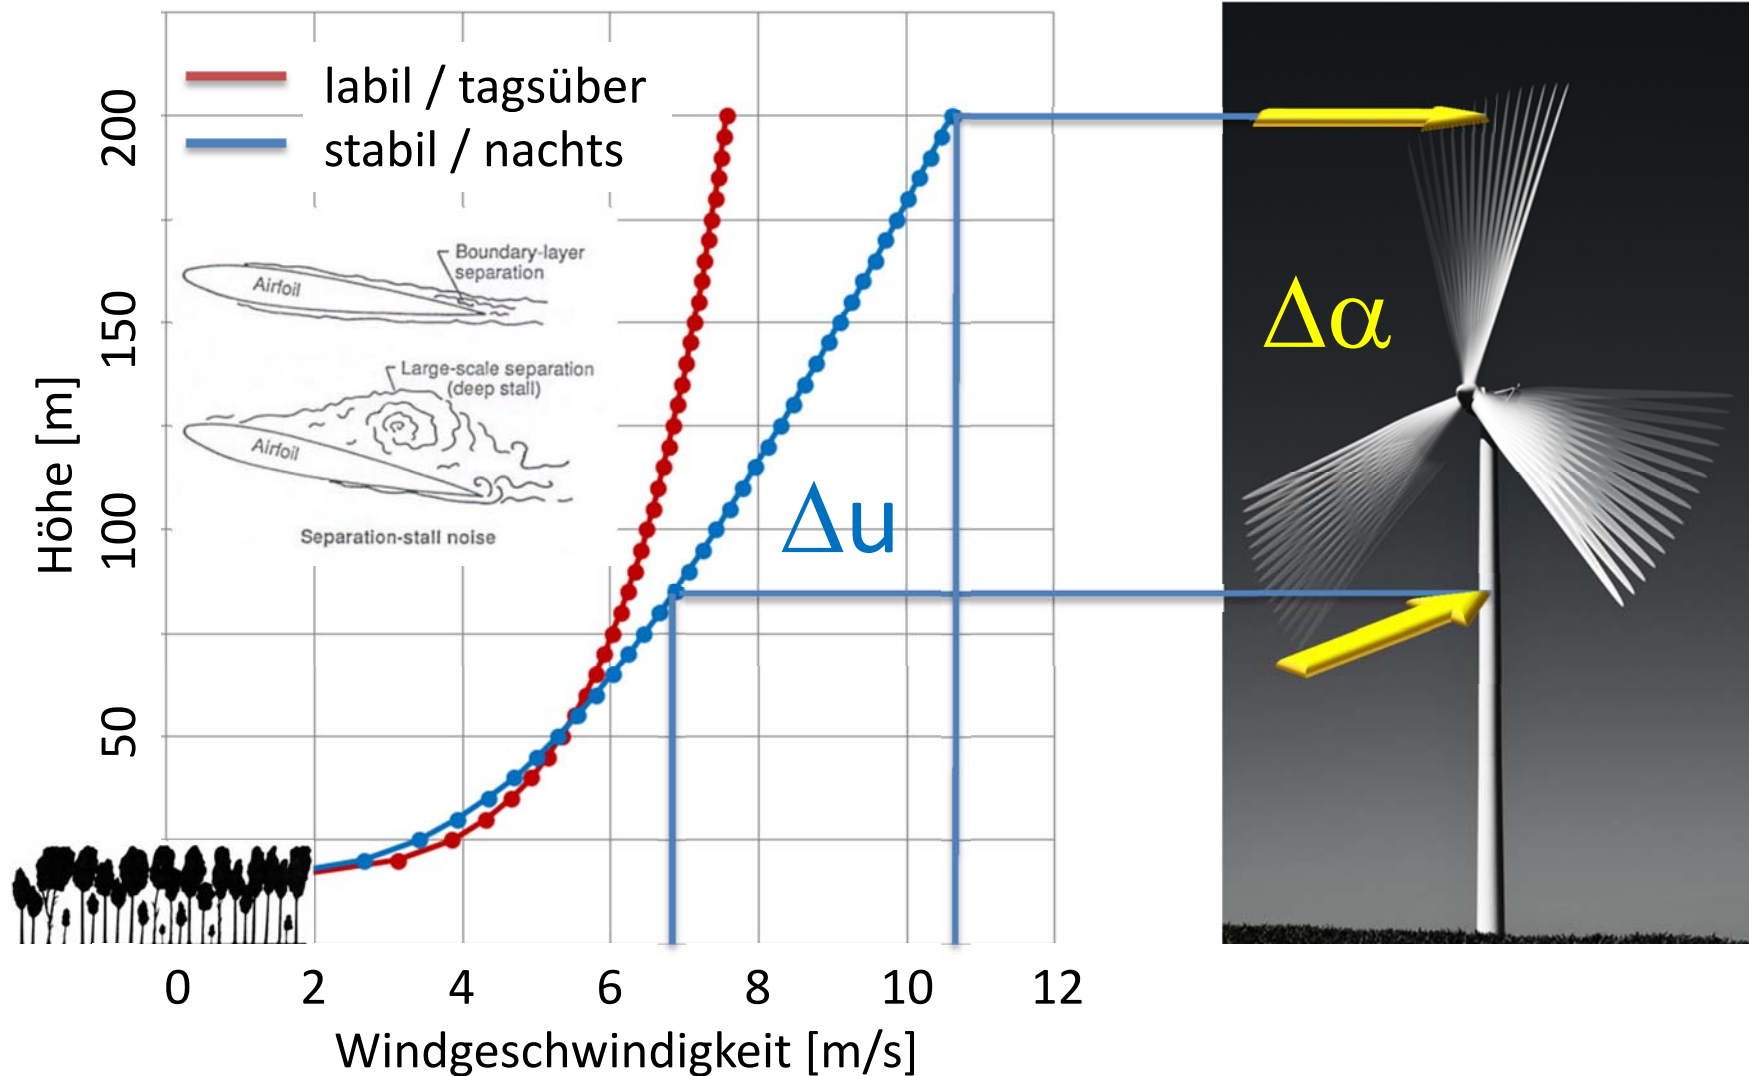 labil / tagsüber
stabil / nachts
Boundary-layer
separation
Airfoil
Large-scale separation
(deep stall)
Airfoil
Separation-stall noise
Höhe [m]
200
150
100
50
Δu
Δα
0 2 4 6 8 10 12
Windgeschwindigkeit [m/s]